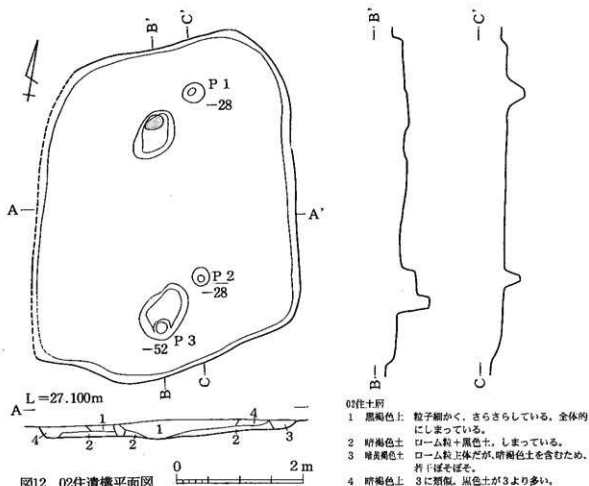 B' C'
P 1
-28
A A'
P 2
-28
P 3
-52
B C
L=27.100m
A
1 4
4 2 2 1 2 3
図12 02住遺構平面図
0 2 m
B' C'
B C
02住土層
1 黒褐色土 粒子細かく、さらさらしている。全体的
にしまっている。
2 暗褐色土 ローム粒+黒色土。しまっている。
3 ローム粒主体だが、暗褐色土を含むため、
若干ぼそぼそ。
4 暗褐色土 3に類似。黒色土が3より多い。